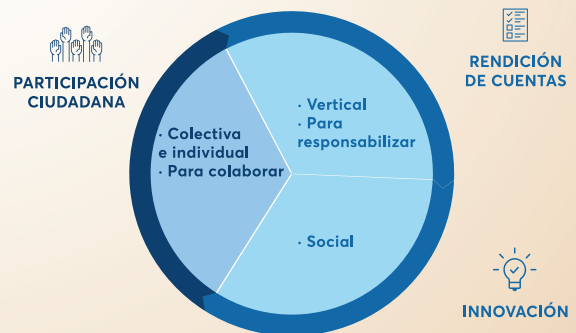 PARTICIPACIÓN
CIUDADANA
· Colectiva
e individual
· Para colaborar
· Vertical
· Para
responsabilizar
RENDICIÓN
DE CUENTAS
· Social
INNOVACIÓN